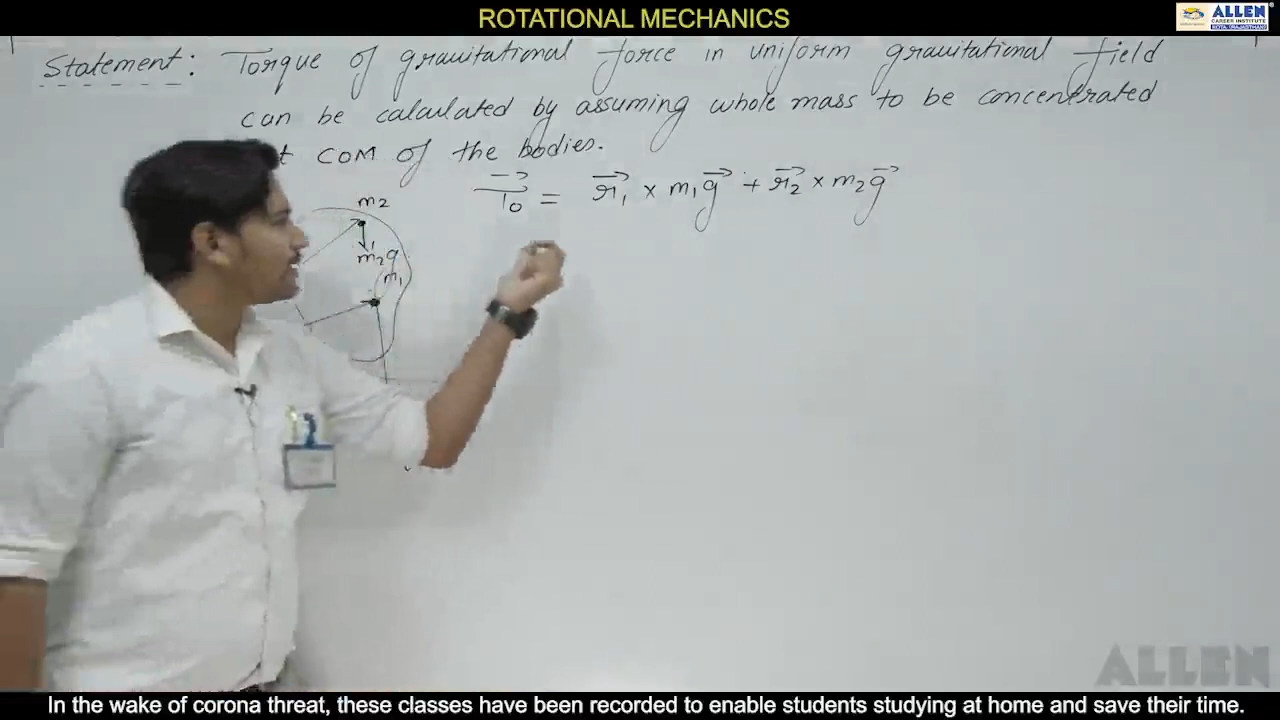 ROTATIONAL MECHANICS
ALLEN
CAREER INSTITUTE
KOTA (RAJASTHAN)
Statement: Torque of gravitational force in uniform gravitational field
can be calculated by assuming whole mass to be concentrated
COM of the bodies.
τ₀ = r₁ × m₁g + r₂ × m₂g
m₂
m₂g
m₁
ALLEN
In the wake of corona threat, these classes have been recorded to enable students studying at home and save their time.